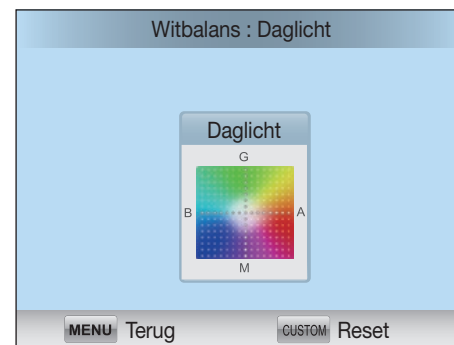 Witbalans : Daglicht
Daglicht
G
B A
M
MENU Terug CUSTOM Reset